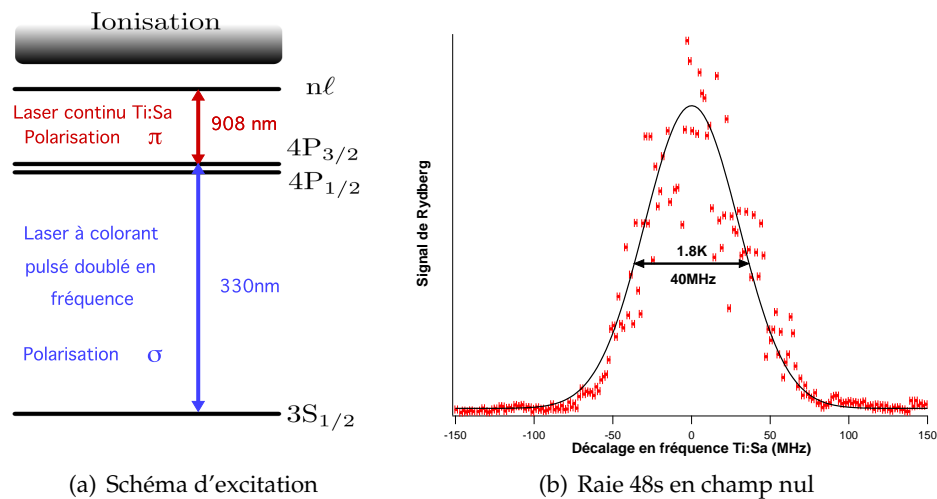 Ionisation
nℓ
Laser continu Ti:Sa
Polarisation π
908 nm
4P3/2
4P1/2
Laser à colorant
pulsé doublé en
fréquence
330nm
Polarisation σ
3S1/2
(a) Schéma d'excitation
Signal de Rydberg
1.8K
40MHz
-150 -100 -50 0 50 100 150
Décalage en fréquence Ti:Sa (MHz)
(b) Raie 48s en champ nul